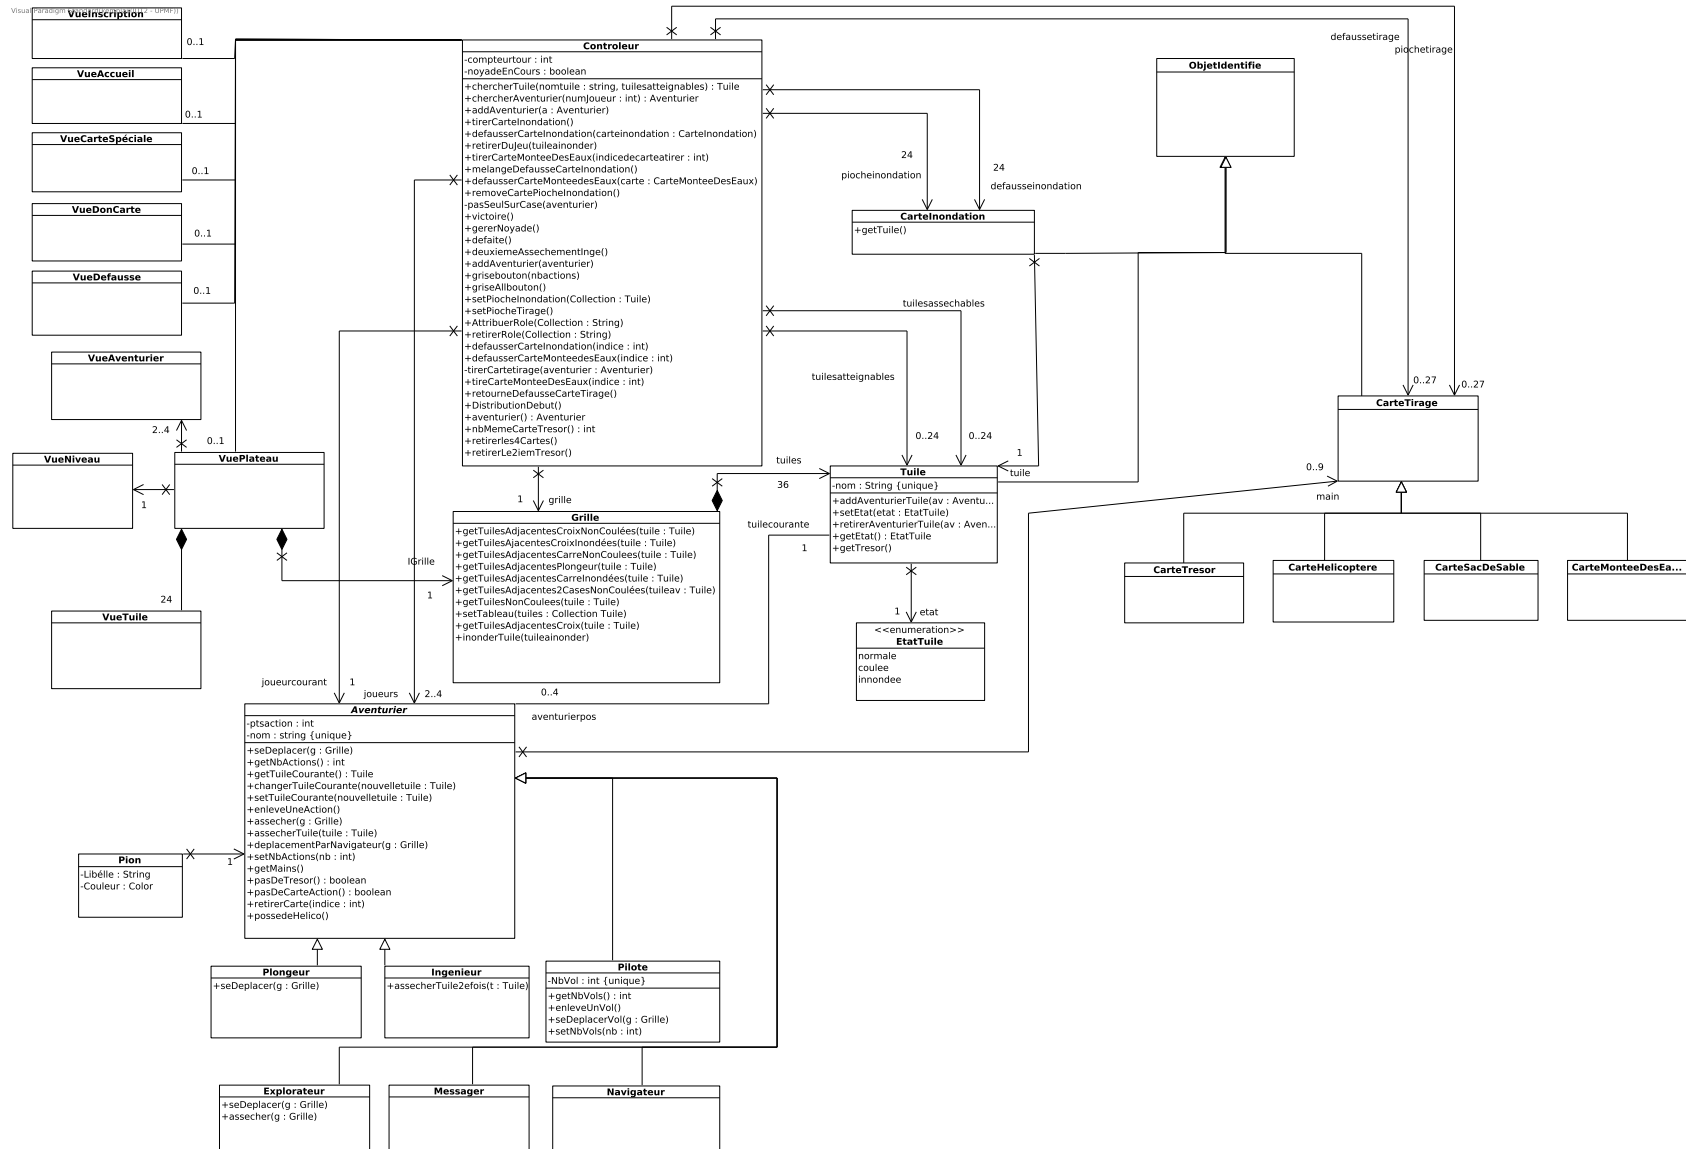 VueInscription
0..1
VueAccueil
0..1
VueCarteSpéciale
0..1
VueDonCarte
0..1
VueDefausse
0..1
VueAventurier
2..4
0..1
VueNiveau
1
VuePlateau
24
VueTuile
lGrille
1
Controleur
-compteurtour : int
-noyadeEnCours : boolean
+chercherTuile(nomtuile : string, tuilesatteignables) : Tuile
+chercherAventurier(numJoueur : int) : Aventurier
+addAventurier(a : Aventurier)
+tirerCarteInondation()
+defausserCarteInondation(carteinondation : CarteInondation)
+retirerDuJeu(tuileainonder)
+tirerCarteMonteeDesEaux(indicedecarteatirer : int)
+melangeDefausseCarteInondation()
+defausserCarteMonteedesEaux(carte : CarteMonteeDesEaux)
+removeCartePiocheInondation()
-pasSeulSurCase(aventurier)
+victoire()
+gererNoyade()
+defaite()
+deuxiemeAssechementInge()
+addAventurier(aventurier)
+grisebouton(nbactions)
+griseAllbouton()
+setPiocheInondation(Collection : Tuile)
+setPiocheTirage()
+AttribuerRole(Collection : String)
+retirerRole(Collection : String)
+defausserCarteInondation(indice : int)
+defausserCarteMonteedesEaux(indice : int)
-tirerCartetirage(aventurier : Aventurier)
+tireCarteMonteeDesEaux(indice : int)
+retourneDefausseCarteTirage()
+DistributionDebut()
+aventurier() : Aventurier
+nbMemeCarteTresor() : int
+retirerles4Cartes()
+retirerLe2iemTresor()
defaussetirage
piochetirage
ObjetIdentifie
24
piocheinondation
24
defausseinondation
CarteInondation
+getTuile()
tuilesassechables
tuilesatteignables
0..24
0..24
1
tuile
0..27
0..27
CarteTirage
0..9
main
tuiles
36
1
grille
Tuile
-nom : String {unique}
+addAventurierTuile(av : Aventu...
+setEtat(etat : EtatTuile)
+retirerAventurierTuile(av : Aven...
+getEtat() : EtatTuile
+getTresor()
tuilecourante
1
Grille
+getTuilesAdjacentesCroixNonCoulées(tuile : Tuile)
+getTuilesAjacentesCroixInondées(tuile : Tuile)
+getTuilesAdjacentesCarreNonCoulees(tuile : Tuile)
+getTuilesAdjacentesPlongeur(tuile : Tuile)
+getTuilesAdjacentesCarreInondées(tuile : Tuile)
+getTuilesAdjacentes2CasesNonCoulées(tuileav : Tuile)
+getTuilesNonCoulees(tuile : Tuile)
+setTableau(tuiles : Collection Tuile)
+getTuilesAdjacentesCroix(tuile : Tuile)
+inonderTuile(tuileainonder)
1
etat
<<enumeration>>
EtatTuile
normale
coulee
innondee
CarteTresor
CarteHelicoptere
CarteSacDeSable
CarteMonteeDesEa...
joueurcourant
1
joueurs
2..4
0..4
aventurierpos
Aventurier
-ptsaction : int
-nom : string {unique}
+seDeplacer(g : Grille)
+getNbActions() : int
+getTuileCourante() : Tuile
+changerTuileCourante(nouvelletuile : Tuile)
+setTuileCourante(nouvelletuile : Tuile)
+enleveUneAction()
+assecher(g : Grille)
+assecherTuile(tuile : Tuile)
+deplacementParNavigateur(g : Grille)
+setNbActions(nb : int)
+getMains()
+pasDeTresor() : boolean
+pasDeCarteAction() : boolean
+retirerCarte(indice : int)
+possedeHelico()
Pion
-Libélle : String
-Couleur : Color
1
Plongeur
+seDeplacer(g : Grille)
Ingenieur
+assecherTuile2efois(t : Tuile)
Pilote
-NbVol : int {unique}
+getNbVols() : int
+enleveUnVol()
+seDeplacerVol(g : Grille)
+setNbVols(nb : int)
Explorateur
+seDeplacer(g : Grille)
+assecher(g : Grille)
Messager
Navigateur